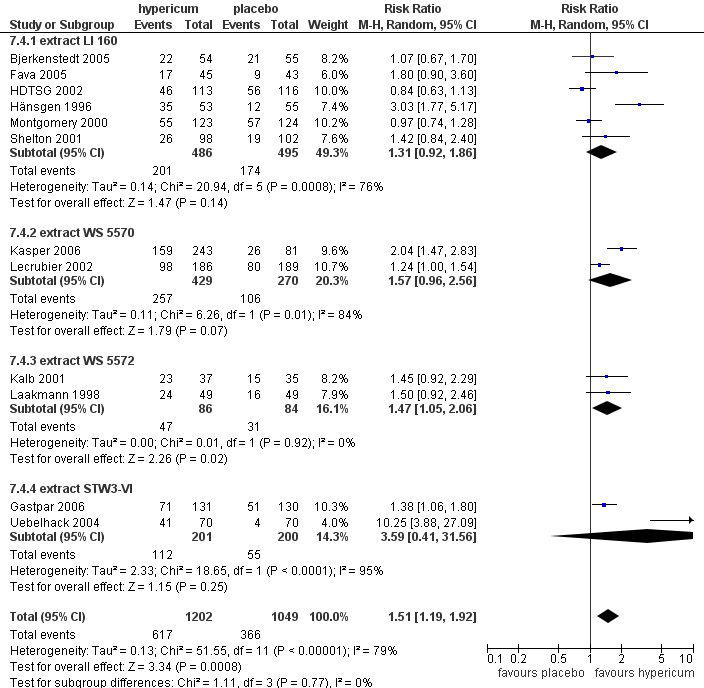 hypericum placebo Risk Ratio Risk Ratio
Study or Subgroup Events Total Events Total Weight M-H, Random, 95% CI M-H, Random, 95% CI
7.4.1 extract LI 160
Bjerkenstedt 2005 22 54 21 55 8.2% 1.07 [0.67, 1.70]
Fava 2005 17 45 9 43 6.0% 1.80 [0.90, 3.60]
HDTSG 2002 46 113 56 116 10.0% 0.84 [0.63, 1.13]
Hänsgen 1996 35 53 12 55 7.2% 3.03 [1.77, 5.17]
Montgomery 2000 55 123 57 124 10.2% 0.97 [0.74, 1.28]
Shelton 2001 26 98 19 102 7.6% 1.42 [0.84, 2.40]
Subtotal (95% CI) 486 495 49.3% 1.31 [0.92, 1.86]
Total events 201 174
Heterogeneity: Tau² = 0.14; Chi² = 20.94, df = 5 (P = 0.0008); I² = 76%
Test for overall effect: Z = 1.47 (P = 0.14)
7.4.2 extract WS 5570
Kasper 2006 159 243 26 81 9.6% 2.04 [1.47, 2.83]
Lecrubier 2002 98 186 80 189 10.7% 1.24 [1.00, 1.54]
Subtotal (95% CI) 429 270 20.3% 1.57 [0.96, 2.56]
Total events 257 106
Heterogeneity: Tau² = 0.11; Chi² = 6.26, df = 1 (P = 0.01); I² = 84%
Test for overall effect: Z = 1.79 (P = 0.07)
7.4.3 extract WS 5572
Kalb 2001 23 37 15 35 8.2% 1.45 [0.92, 2.29]
Laakmann 1998 24 49 16 49 7.9% 1.50 [0.92, 2.46]
Subtotal (95% CI) 86 84 16.1% 1.47 [1.05, 2.06]
Total events 47 31
Heterogeneity: Tau² = 0.00; Chi² = 0.01, df = 1 (P = 0.92); I² = 0%
Test for overall effect: Z = 2.26 (P = 0.02)
7.4.4 extract STW3-VI
Gastpar 2006 71 131 51 130 10.3% 1.38 [1.06, 1.80]
Uebelhack 2004 41 70 4 70 4.0% 10.25 [3.88, 27.09]
Subtotal (95% CI) 201 200 14.3% 3.59 [0.41, 31.56]
Total events 112 55
Heterogeneity: Tau² = 2.33; Chi² = 18.65, df = 1 (P < 0.0001); I² = 95%
Test for overall effect: Z = 1.15 (P = 0.25)
Total (95% CI) 1202 1049 100.0% 1.51 [1.19, 1.92]
Total events 617 366
Heterogeneity: Tau² = 0.13; Chi² = 51.55, df = 11 (P < 0.00001); I² = 79%
Test for overall effect: Z = 3.34 (P = 0.0008)
Test for subgroup differences: Chi² = 1.11, df = 3 (P = 0.77), I² = 0%
0.1 0.2 0.5 1 2 5 10
favours placebo favours hypericum